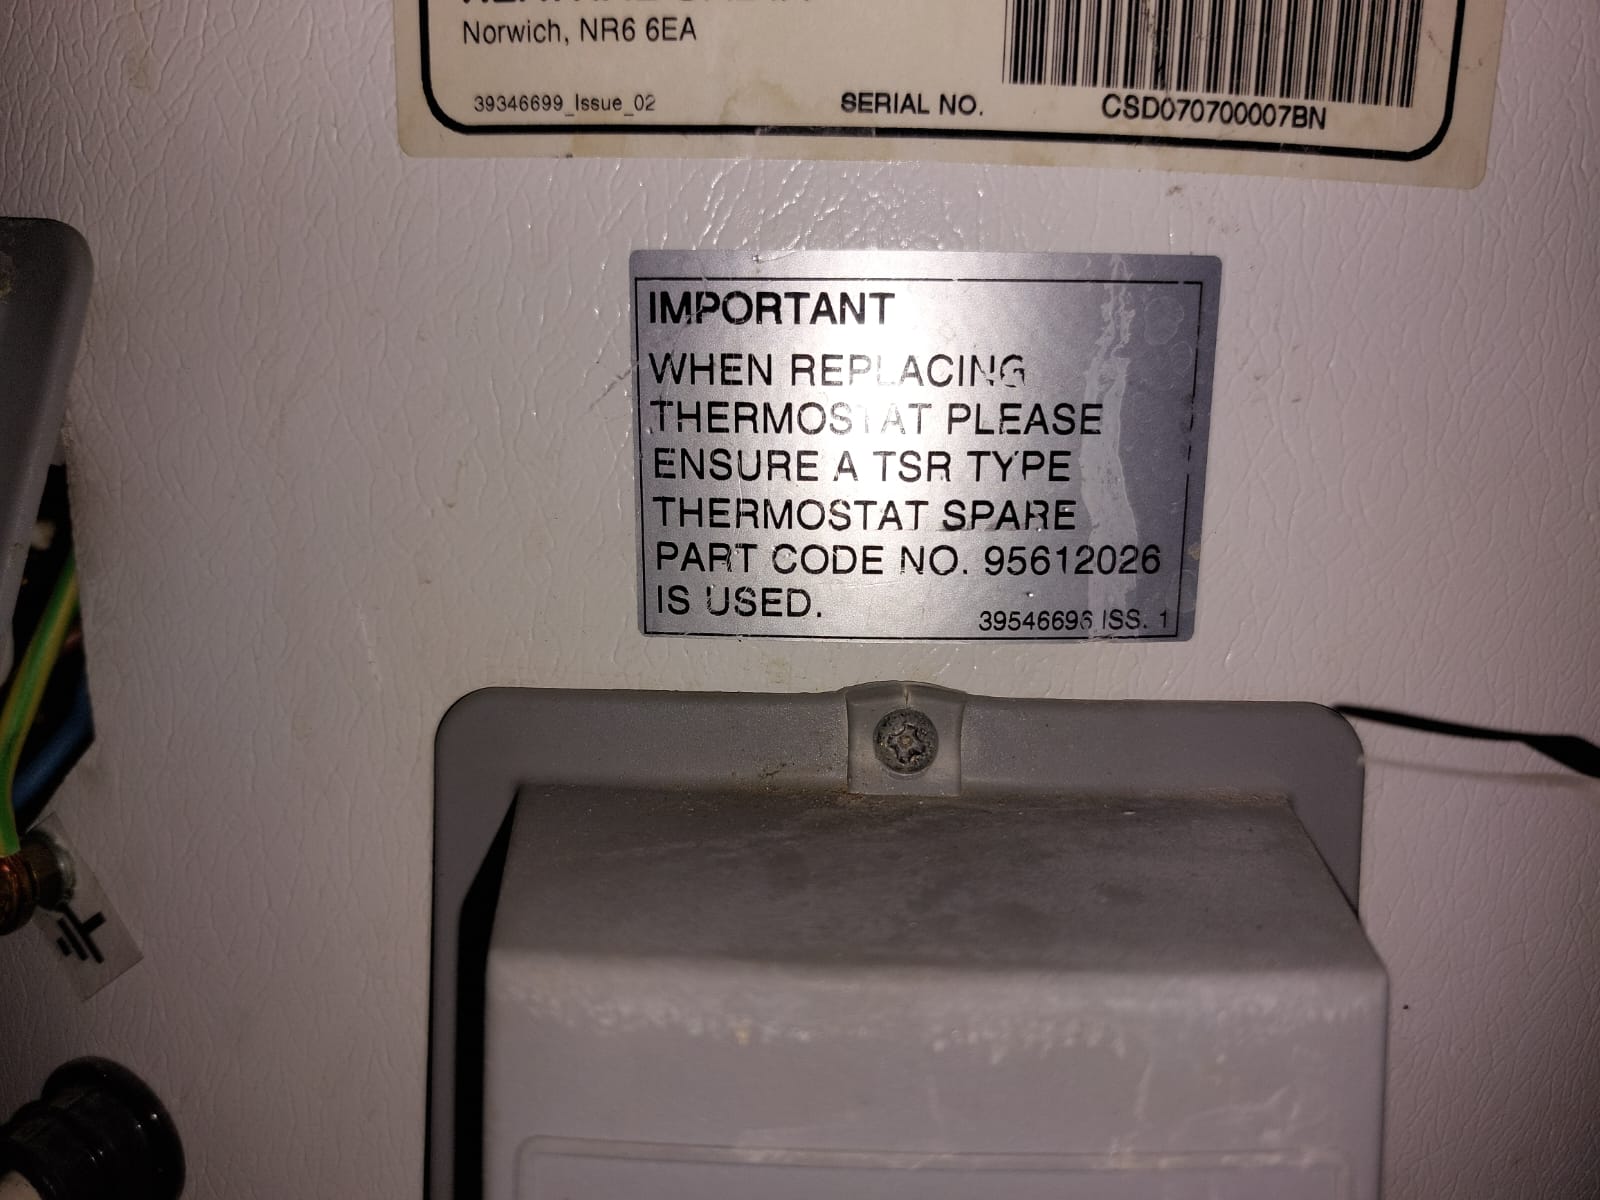 Norwich, NR6 6EA
39346699_Issue_02 SERIAL NO. CSD070700007BN
IMPORTANT
WHEN REPLACING
THERMOSTAT PLEASE
ENSURE A TSR TYPE
THERMOSTAT SPARE
PART CODE NO. 95612026
IS USED.
39546696 ISS. 1